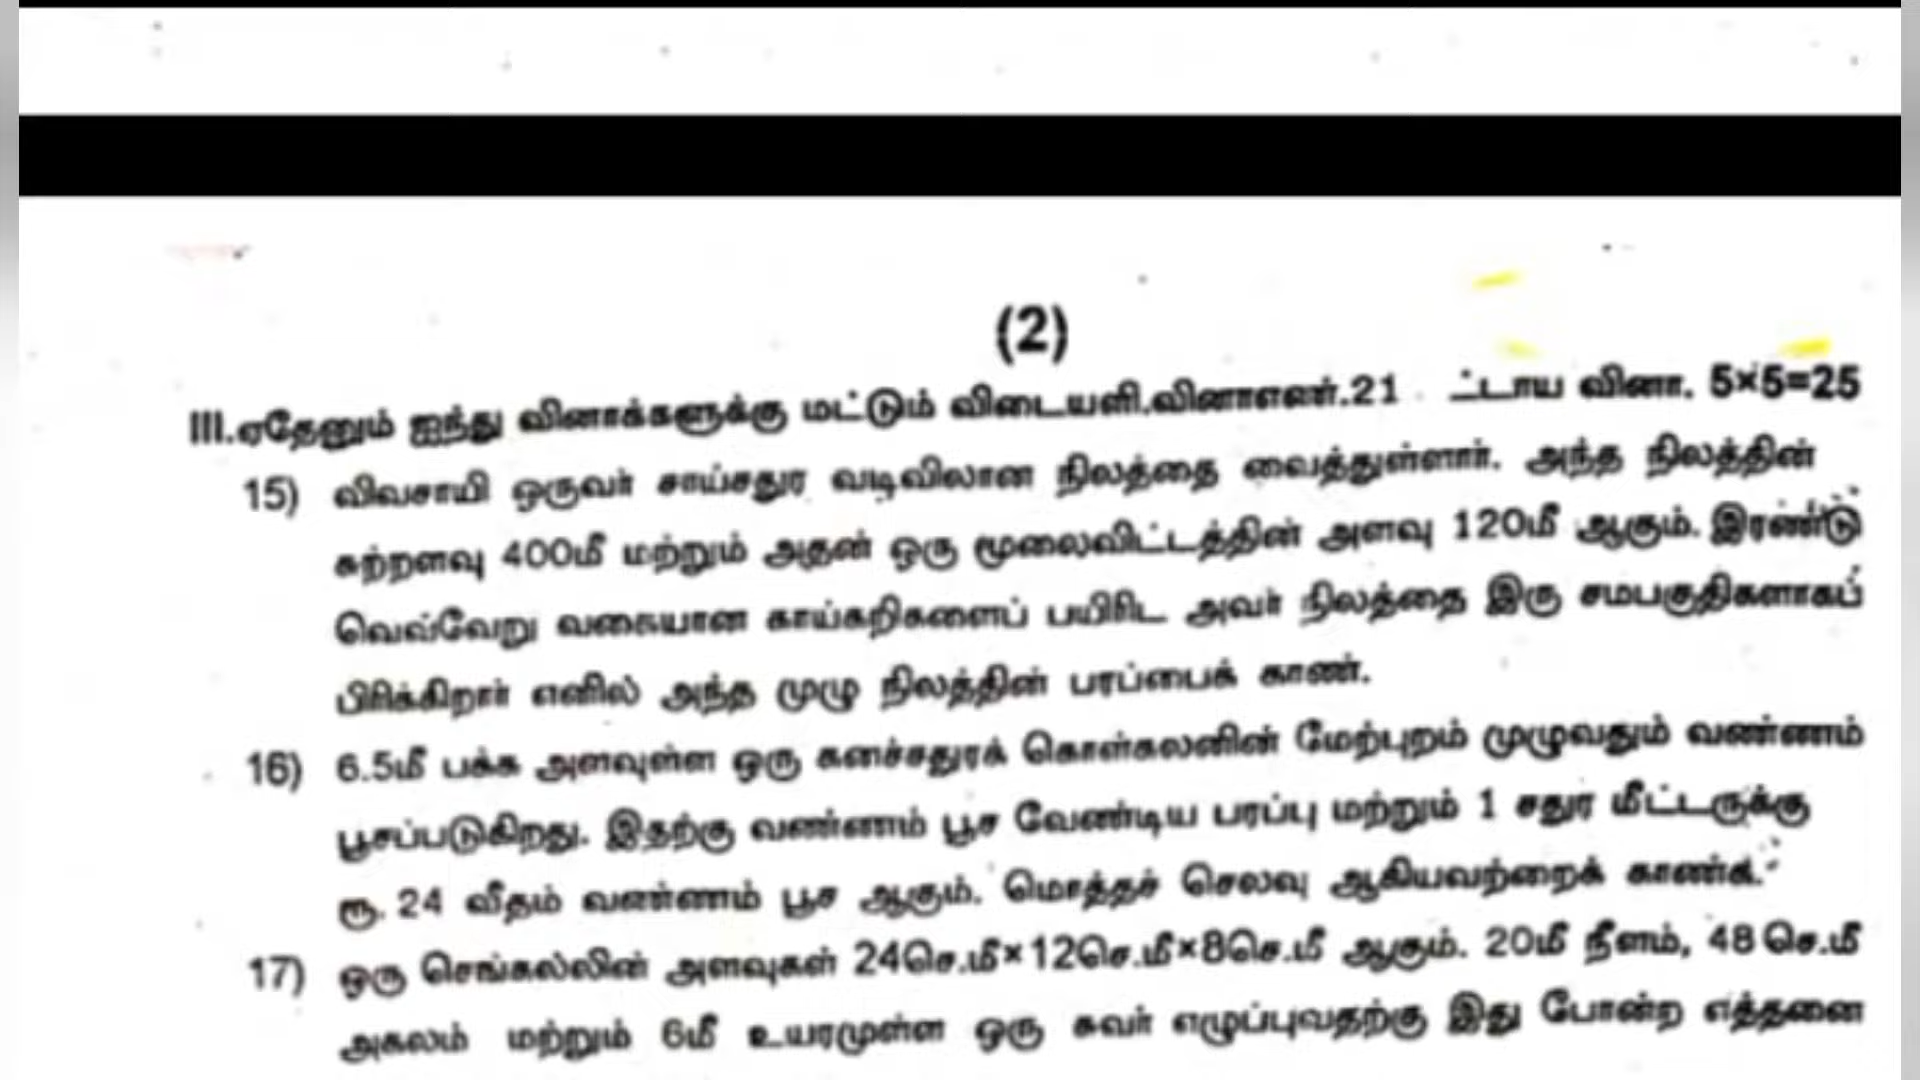 (2)
III.ஏதேனும் ஐந்து வினாக்களுக்கு மட்டும் விடையளி.வினாஎண்.21 ட்டாய வினா. 5×5=25
15) விவசாயி ஒருவர் சாய்சதுர வடிவிலான நிலத்தை வைத்துள்ளார். அந்த நிலத்தின்
சுற்றளவு 400மீ மற்றும் அதன் ஒரு மூலைவிட்டத்தின் அளவு 120மீ ஆகும். இரண்டு
வெவ்வேறு வகையான காய்கறிகளைப் பயிரிட அவர் நிலத்தை இரு சமபகுதிகளாகப்
பிரிக்கிறார் எனில் அந்த முழு நிலத்தின் பரப்பைக் காண்.
16) 6.5மீ பக்க அளவுள்ள ஒரு கனச்சதுரக் கொள்கலனின் மேற்புறம் முழுவதும் வண்ணம்
பூசப்படுகிறது. இதற்கு வண்ணம் பூச வேண்டிய பரப்பு மற்றும் 1 சதுர மீட்டருக்கு
ரூ. 24 வீதம் வண்ணம் பூச ஆகும். மொத்தச் செலவு ஆகியவற்றைக் காண்க.
17) ஒரு செங்கல்லின் அளவுகள் 24செ.மீ×12செ.மீ×8செ.மீ ஆகும். 20மீ நீளம், 48 செ.மீ
அகலம் மற்றும் 6மீ உயரமுள்ள ஒரு சுவர் எழுப்புவதற்கு இது போன்ற எத்தனை